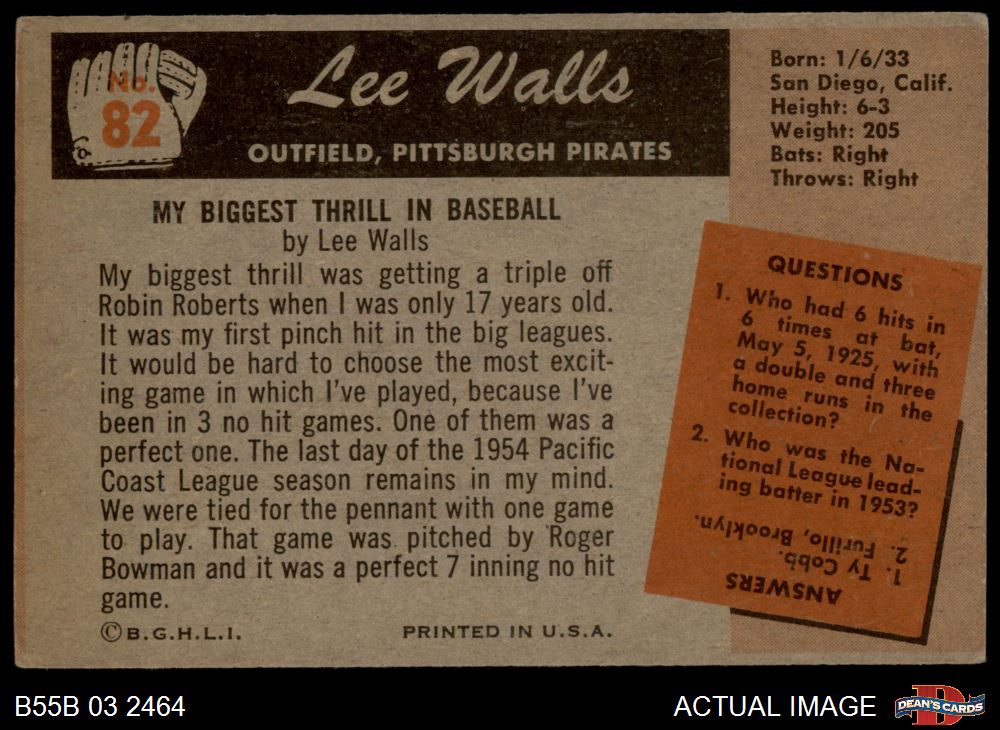 No.
82
Lee Walls
OUTFIELD, PITTSBURGH PIRATES
Born: 1/6/33
San Diego, Calif.
Height: 6-3
Weight: 205
Bats: Right
Throws: Right
MY BIGGEST THRILL IN BASEBALL
by Lee Walls
My biggest thrill was getting a triple off
Robin Roberts when I was only 17 years old.
It was my first pinch hit in the big leagues.
It would be hard to choose the most excit-
ing game in which I've played, because I've
been in 3 no hit games. One of them was a
perfect one. The last day of the 1954 Pacific
Coast League season remains in my mind.
We were tied for the pennant with one game
to play. That game was pitched by Roger
Bowman and it was a perfect 7 inning no hit
game.
©B.G.H.L.I.
PRINTED IN U.S.A.
QUESTIONS
1. Who had 6 hits in
6 times at bat,
May 5, 1925, with
a double and three
home runs in the
collection?
2. Who was the Na-
tional League lead-
ing batter in 1953?
ANSWERS
1. Ty Cobb.
2. Furillo, Brooklyn.
B55B 03 2464
ACTUAL IMAGE
DEAN'S CARDS